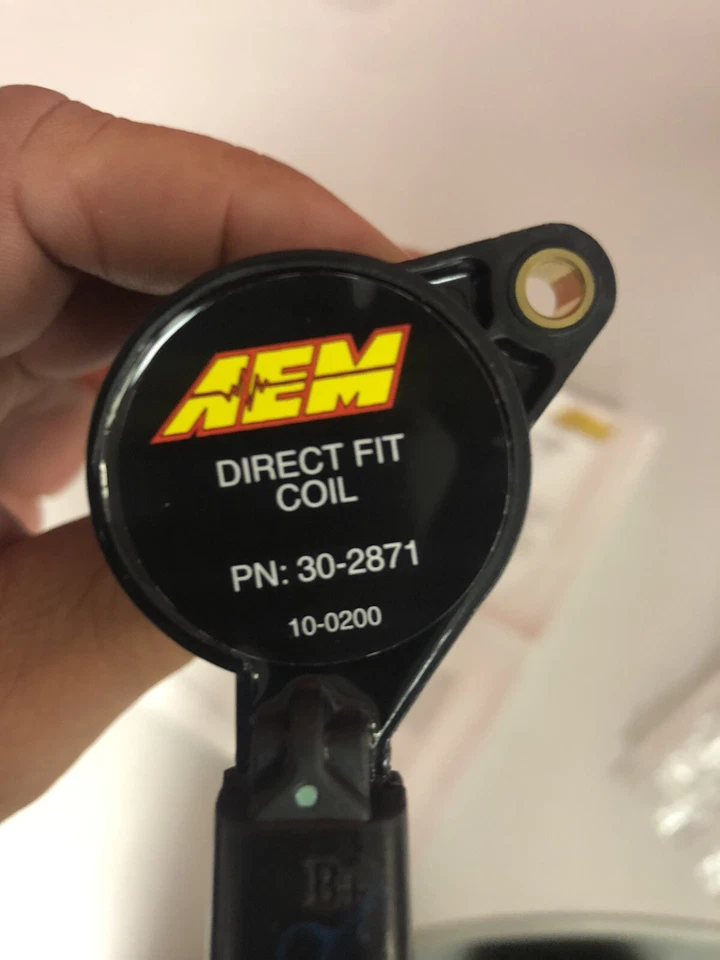 AEM
DIRECT FIT
COIL
PN: 30-2871
10-0200